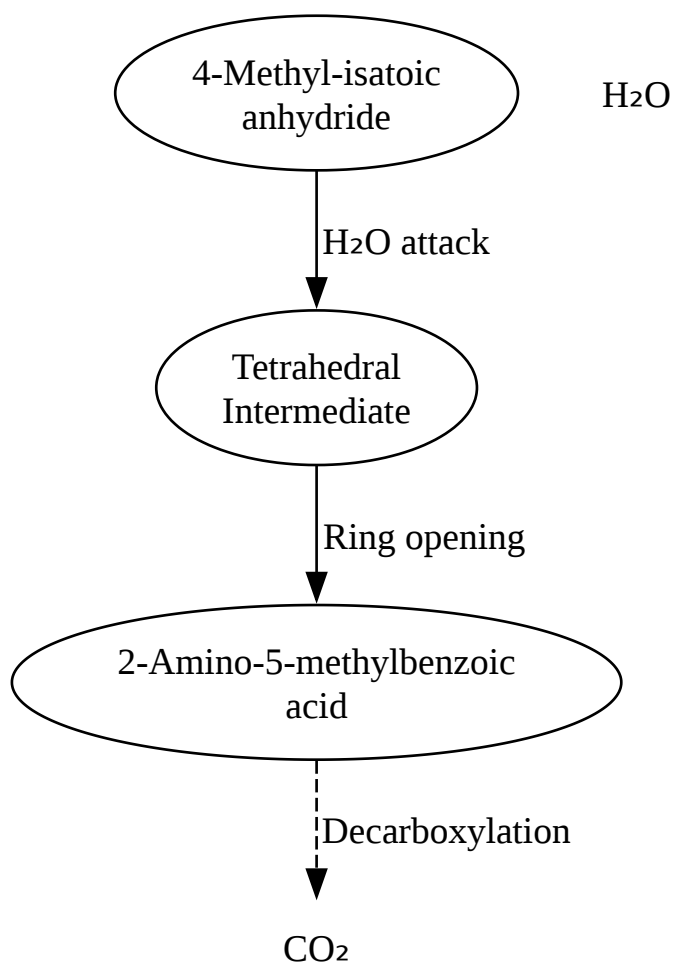 4-Methyl-isatoic
anhydride
H₂O
H₂O attack
Tetrahedral
Intermediate
Ring opening
2-Amino-5-methylbenzoic
acid
Decarboxylation
CO₂